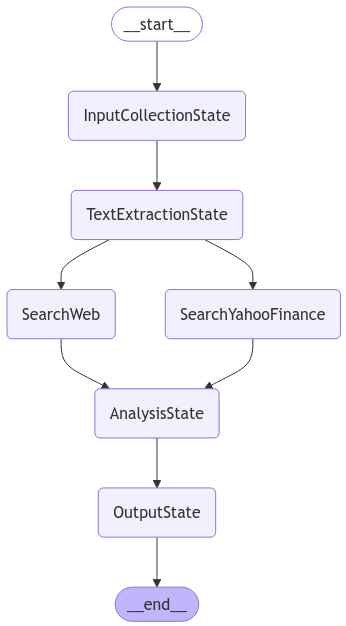 __start__
InputCollectionState
TextExtractionState
SearchWeb
SearchYahooFinance
AnalysisState
OutputState
__end__